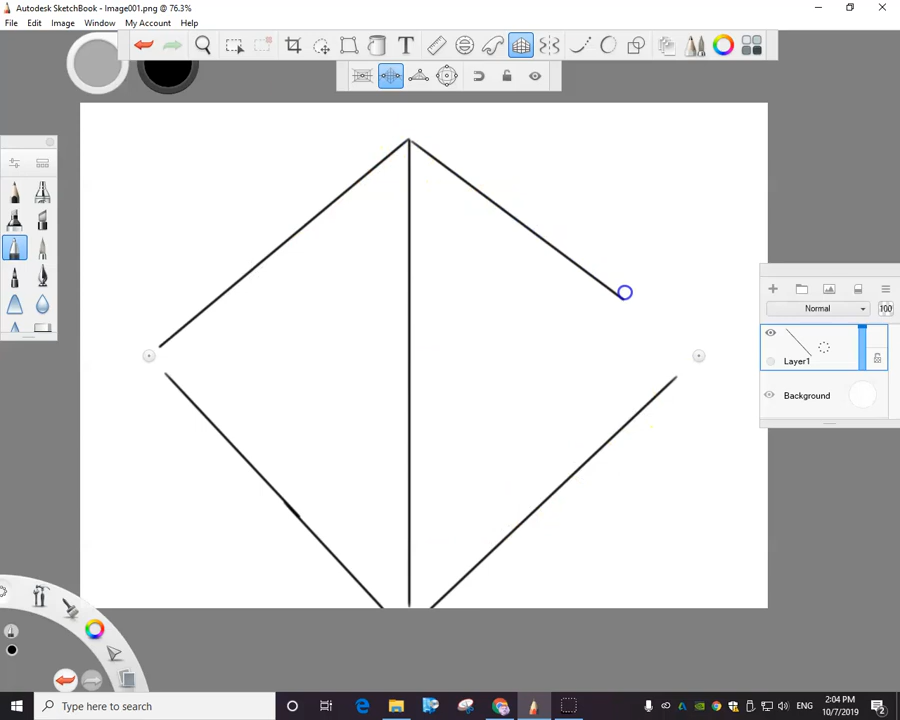 Autodesk SketchBook - Image001.png @ 76.3%
File Edit Image Window My Account Help
T
Normal
100
Layer1
Background
Type here to search
ENG
2:04 PM
10/7/2019
2